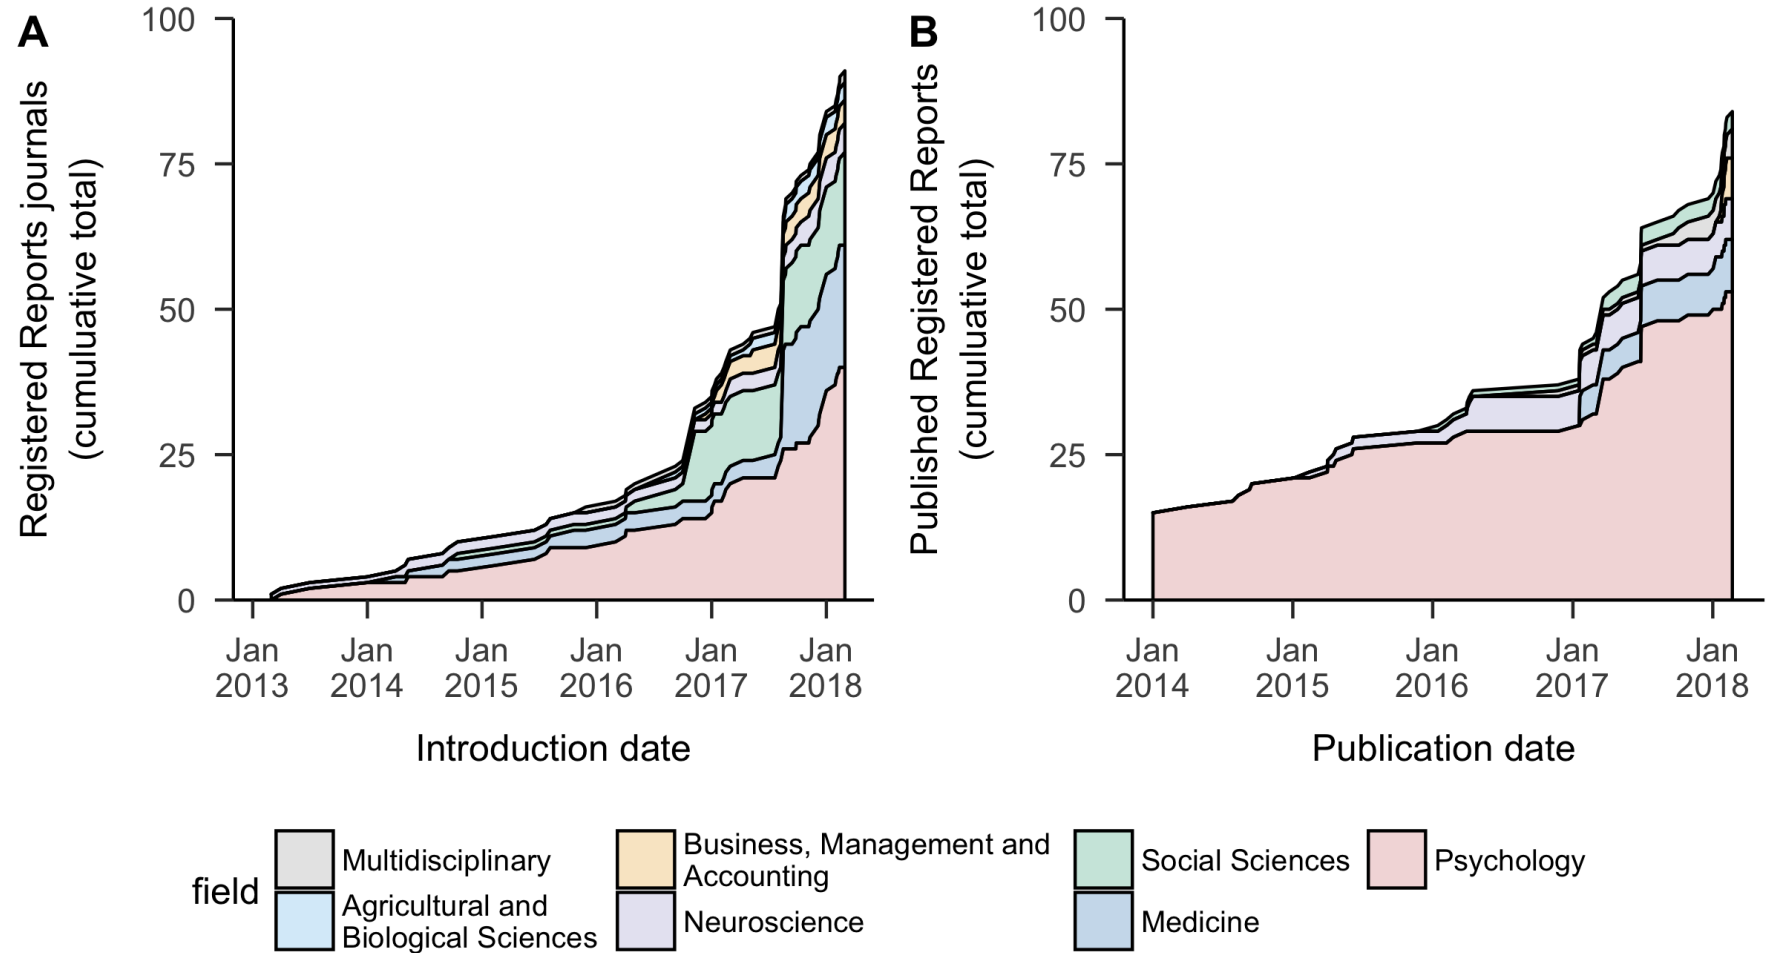 A
Registered Reports journals
(cumuluative total)
100
75
50
25
0
Jan 2013
Jan 2014
Jan 2015
Jan 2016
Jan 2017
Jan 2018
Introduction date
B
Published Registered Reports
(cumuluative total)
100
75
50
25
0
Jan 2014
Jan 2015
Jan 2016
Jan 2017
Jan 2018
Publication date
field
Multidisciplinary
Agricultural and
Biological Sciences
Business, Management and
Accounting
Neuroscience
Social Sciences
Medicine
Psychology